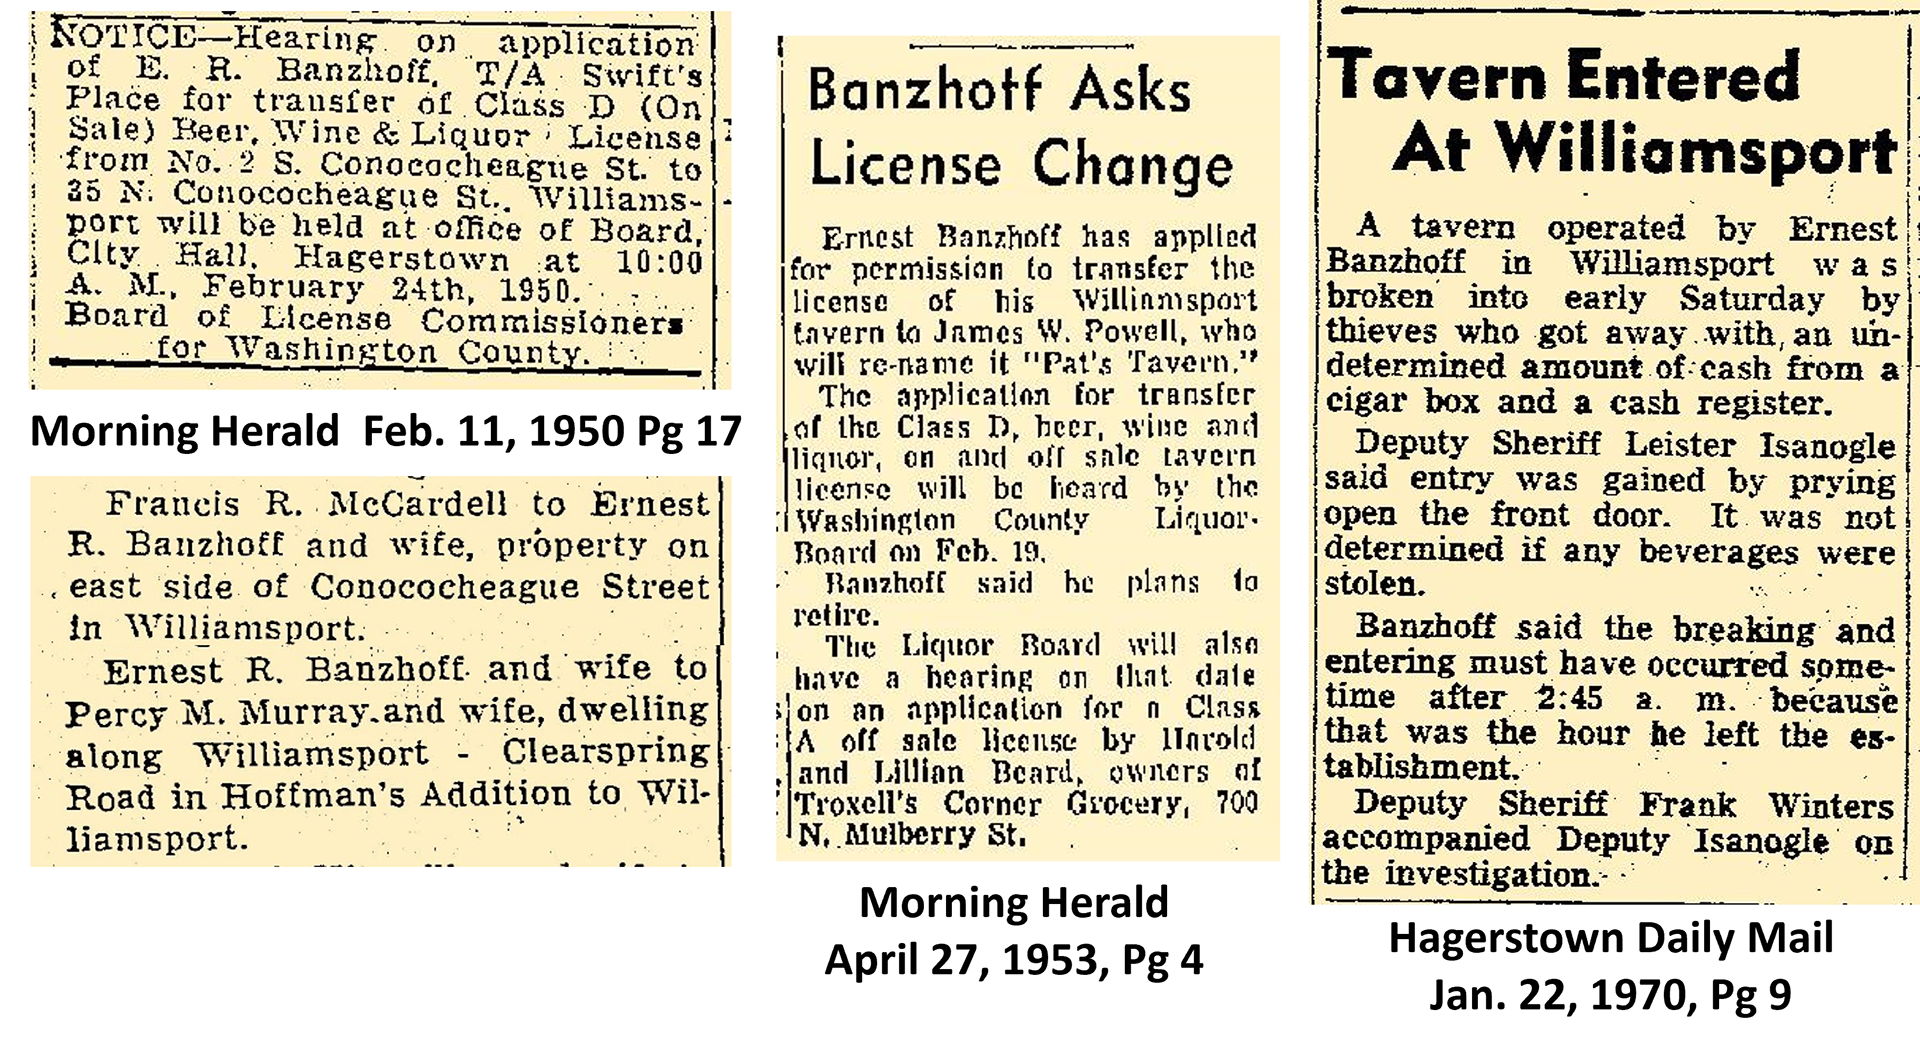 NOTICE—Hearing on application
of E. R. Banzhoff, T/A Swift's
Place for transfer of Class D (On
Sale) Beer, Wine & Liquor License
from No. 2 S. Conococheague St. to
35 N. Conococheague St., Williams-
port will be held at office of Board,
City Hall, Hagerstown at 10:00
A. M., February 24th, 1950.
Board of License Commissioners
for Washington County.
Morning Herald Feb. 11, 1950 Pg 17
Francis R. McCardell to Ernest
R. Banzhoff and wife, property on
east side of Conococheague Street
in Williamsport.
Ernest R. Banzhoff and wife to
Percy M. Murray and wife, dwelling
along Williamsport - Clearspring
Road in Hoffman's Addition to Wil-
liamsport.
Banzhoff Asks
License Change
Ernest Banzhoff has applied
for permission to transfer the
license of his Williamsport
tavern to James W. Powell, who
will re-name it "Pat's Tavern."
The application for transfer
of the Class D, beer, wine and
liquor, on and off sale tavern
license will be heard by the
Washington County Liquor
Board on Feb. 19.
Banzhoff said he plans to
retire.
The Liquor Board will also
have a hearing on that date
on an application for a Class
A off sale license by Harold
and Lillian Beard, owners of
Troxell's Corner Grocery, 700
N. Mulberry St.
Morning Herald
April 27, 1953, Pg 4
Tavern Entered
At Williamsport
A tavern operated by Ernest
Banzhoff in Williamsport was
broken into early Saturday by
thieves who got away with an un-
determined amount of cash from a
cigar box and a cash register.
Deputy Sheriff Leister Isanogle
said entry was gained by prying
open the front door. It was not
determined if any beverages were
stolen.
Banzhoff said the breaking and
entering must have occurred some-
time after 2:45 a. m. because
that was the hour he left the es-
tablishment.
Deputy Sheriff Frank Winters
accompanied Deputy Isanogle on
the investigation.
Hagerstown Daily Mail
Jan. 22, 1970, Pg 9